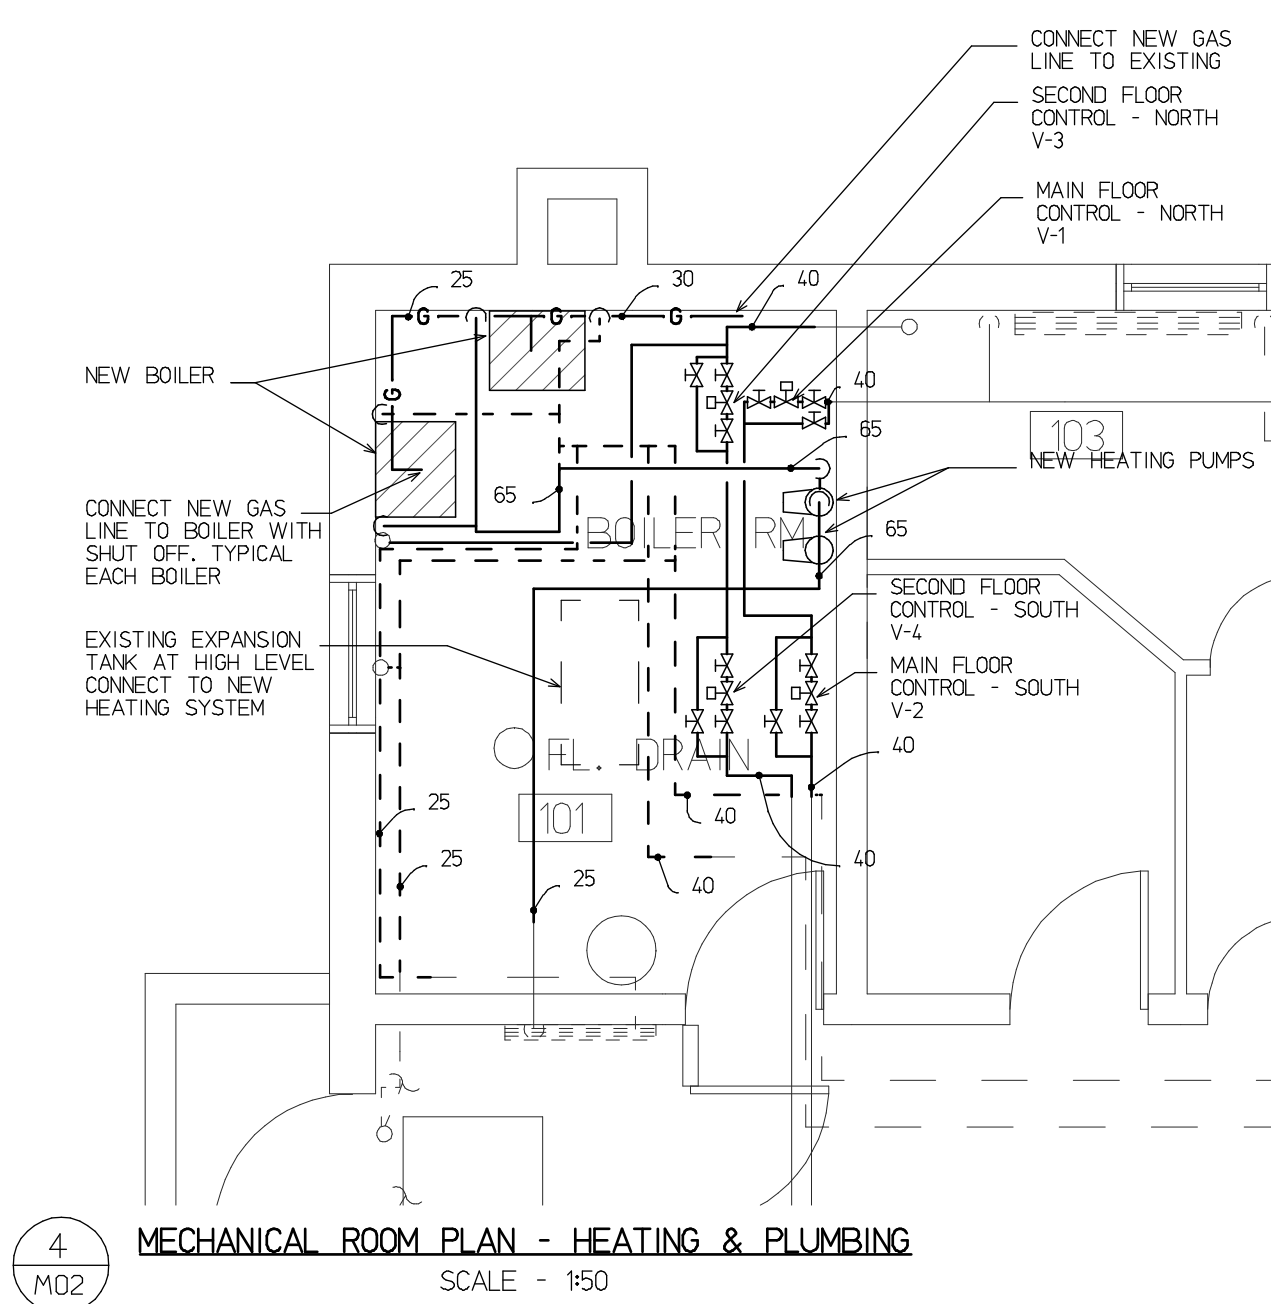 CONNECT NEW GAS
LINE TO EXISTING
SECOND FLOOR
CONTROL - NORTH
V-3
MAIN FLOOR
CONTROL - NORTH
V-1
25
30
40
G
G
G
NEW BOILER
G
40
103
65
NEW HEATING PUMPS
65
CONNECT NEW GAS
LINE TO BOILER WITH
SHUT OFF. TYPICAL
EACH BOILER
BOILER RM
65
SECOND FLOOR
CONTROL - SOUTH
V-4
EXISTING EXPANSION
TANK AT HIGH LEVEL
CONNECT TO NEW
HEATING SYSTEM
MAIN FLOOR
CONTROL - SOUTH
V-2
FL. DRAIN
40
25
101
40
25
40
25
40
4
M02
MECHANICAL ROOM PLAN - HEATING & PLUMBING
SCALE - 1:50